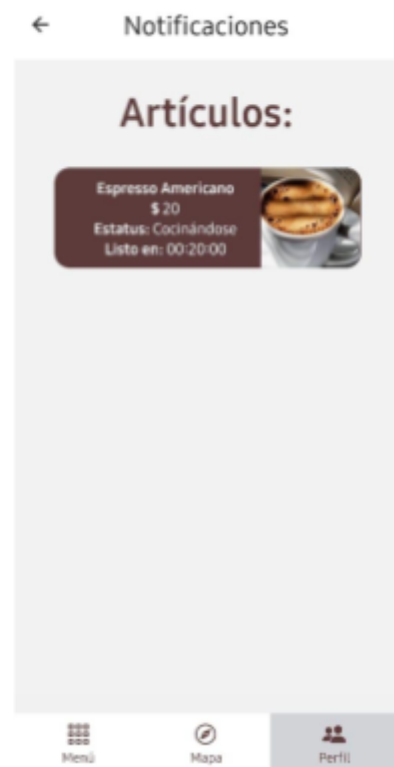 Notificaciones
Artículos:
Espresso Americano
$ 20
Estatus: Cocinándose
Listo en: 00:20:00
Menú
Mapa
Perfil